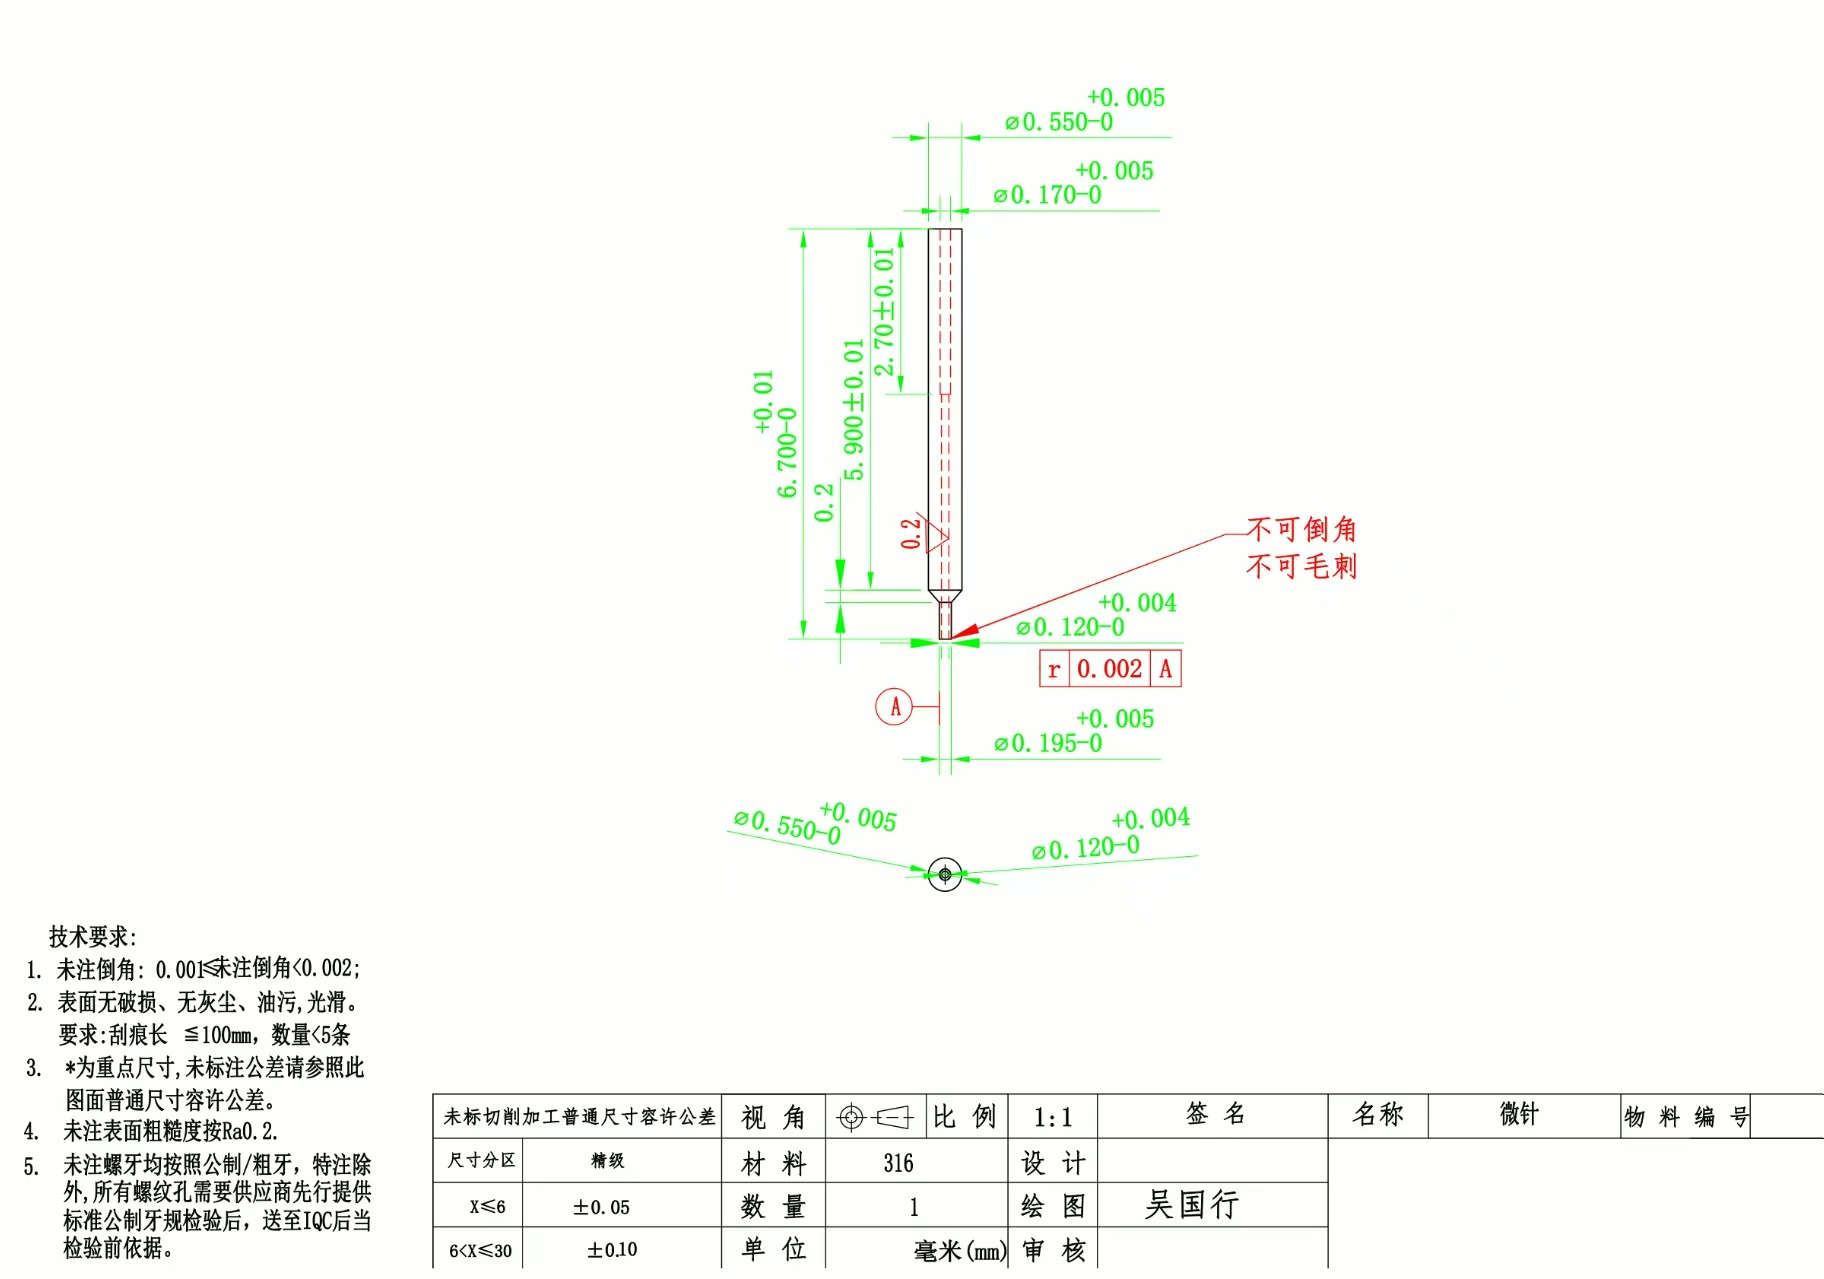 +0.005
⌀0.550-0
+0.005
⌀0.170-0
2.70±0.01
5.900±0.01
+0.01
6.700-0
0.2
0.2
不可倒角
不可毛刺
+0.004
⌀0.120-0
r 0.002 A
A
+0.005
⌀0.195-0
+0.005
⌀0.550-0
+0.004
⌀0.120-0
技术要求:
1. 未注倒角: 0.001≤未注倒角<0.002;
2. 表面无破损、无灰尘、油污,光滑。
要求:刮痕长 ≦100mm, 数量<5条
3. *为重点尺寸,未标注公差请参照此
图面普通尺寸容许公差。
4. 未注表面粗糙度按Ra0.2.
5. 未注螺牙均按照公制/粗牙, 特注除
外,所有螺纹孔需要供应商先行提供
标准公制牙规检验后, 送至IQC后当
检验前依据。
未标切削加工普通尺寸容许公差 视角 比例 1:1 签名 名称 微针 物料编号
尺寸分区 精级 材料 316 设计
X≤6 ±0.05 数量 1 绘图 吴国行
6<X≤30 ±0.10 单位 毫米(mm) 审核